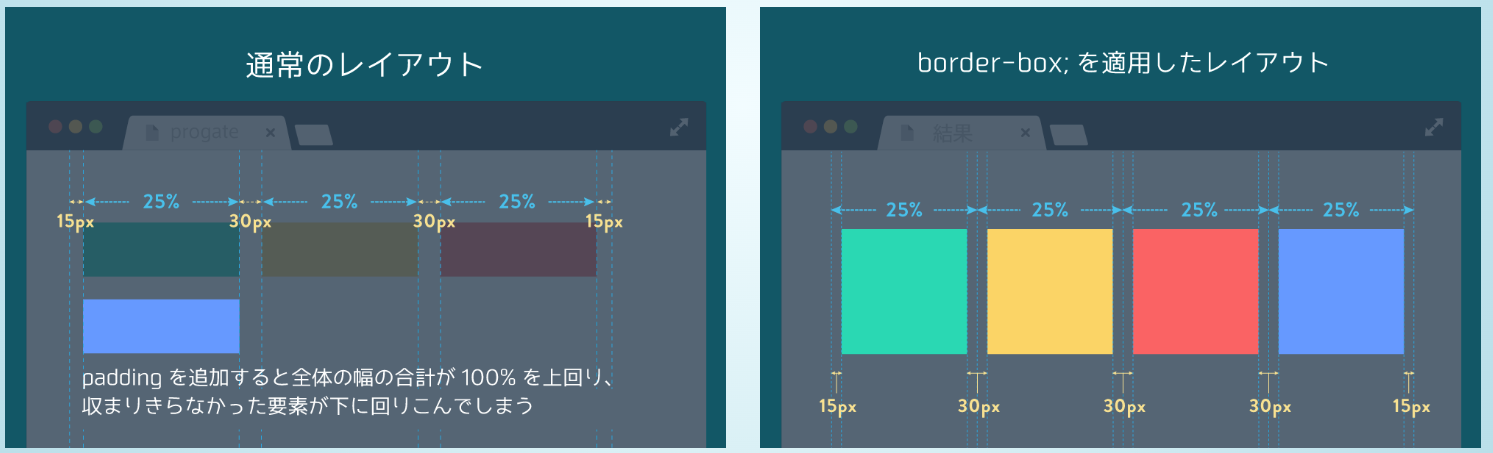 通常のレイアウト
progate
25% 25% 25%
15px 30px 30px 15px
padding を追加すると全体の幅の合計が 100% を上回り、
収まりきらなかった要素が下に回りこんでしまう
border-box; を適用したレイアウト
結果
25% 25% 25% 25%
15px 30px 30px 30px 15px